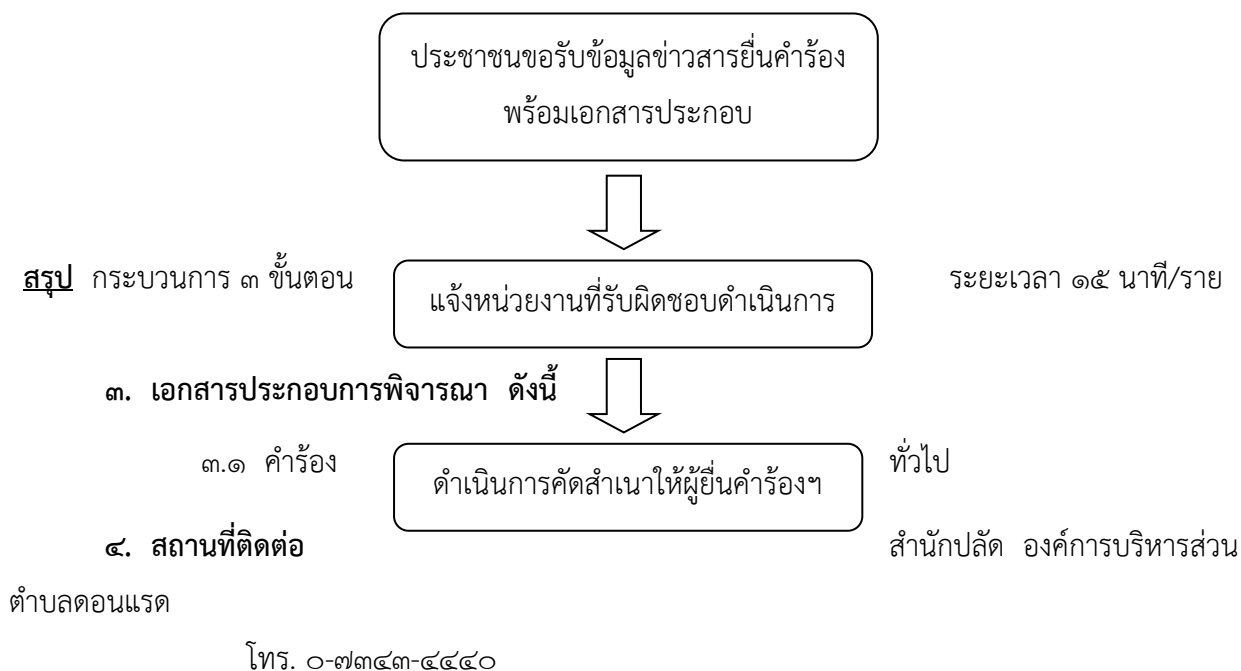 ประชาชนขอรับข้อมูลข่าวสารยื่นคำร้อง
พร้อมเอกสารประกอบ
สรุป กระบวนการ ๓ ขั้นตอน
แจ้งหน่วยงานที่รับผิดชอบดำเนินการ
ระยะเวลา ๑๕ นาที/ราย
๓. เอกสารประกอบการพิจารณา ดังนี้
๓.๑ คำร้อง
ดำเนินการคัดสำเนาให้ผู้ยื่นคำร้องฯ
ทั่วไป
๔. สถานที่ติดต่อ
สำนักปลัด องค์การบริหารส่วน
ตำบลดอนแรด
โทร. ๐-๗๓๔๓-๔๔๔๐